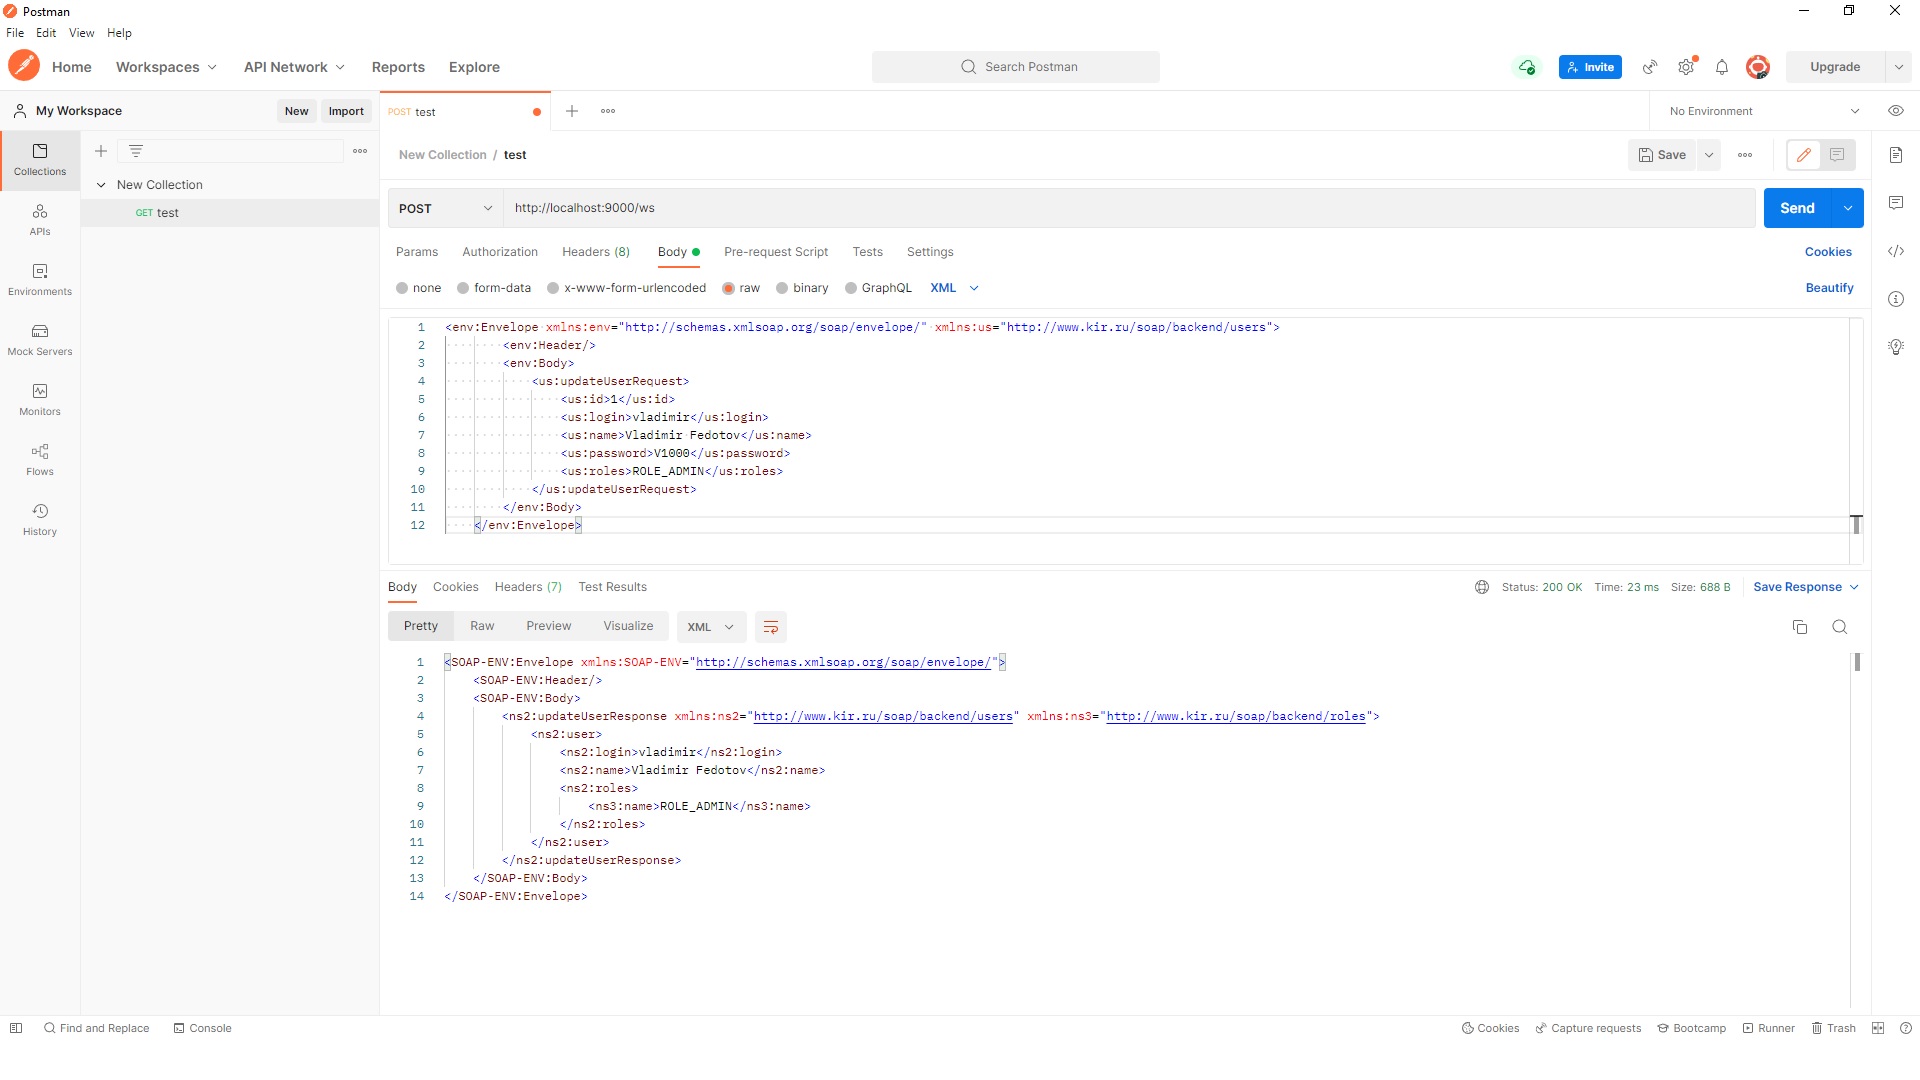 Postman
File Edit View Help
Home Workspaces API Network Reports Explore Search Postman Invite Upgrade
My Workspace New Import POST test No Environment
Collections
New Collection / test Save
New Collection
GET test
APIs
Environments
Mock Servers
Monitors
Flows
History
POST http://localhost:9000/ws Send
Params Authorization Headers (8) Body Pre-request Script Tests Settings Cookies
none form-data x-www-form-urlencoded raw binary GraphQL XML Beautify
1 <env:Envelope xmlns:env="http://schemas.xmlsoap.org/soap/envelope/" xmlns:us="http://www.kir.ru/soap/backend/users">
2 <env:Header/>
3 <env:Body>
4 <us:updateUserRequest>
5 <us:id>1</us:id>
6 <us:login>vladimir</us:login>
7 <us:name>Vladimir Fedotov</us:name>
8 <us:password>V1000</us:password>
9 <us:roles>ROLE_ADMIN</us:roles>
10 </us:updateUserRequest>
11 </env:Body>
12 </env:Envelope>
Body Cookies Headers (7) Test Results Status: 200 OK Time: 23 ms Size: 688 B Save Response
Pretty Raw Preview Visualize XML
1 <SOAP-ENV:Envelope xmlns:SOAP-ENV="http://schemas.xmlsoap.org/soap/envelope/">
2 <SOAP-ENV:Header/>
3 <SOAP-ENV:Body>
4 <ns2:updateUserResponse xmlns:ns2="http://www.kir.ru/soap/backend/users" xmlns:ns3="http://www.kir.ru/soap/backend/roles">
5 <ns2:user>
6 <ns2:login>vladimir</ns2:login>
7 <ns2:name>Vladimir Fedotov</ns2:name>
8 <ns2:roles>
9 <ns3:name>ROLE_ADMIN</ns3:name>
10 </ns2:roles>
11 </ns2:user>
12 </ns2:updateUserResponse>
13 </SOAP-ENV:Body>
14 </SOAP-ENV:Envelope>
Find and Replace Console Cookies Capture requests Bootcamp Runner Trash